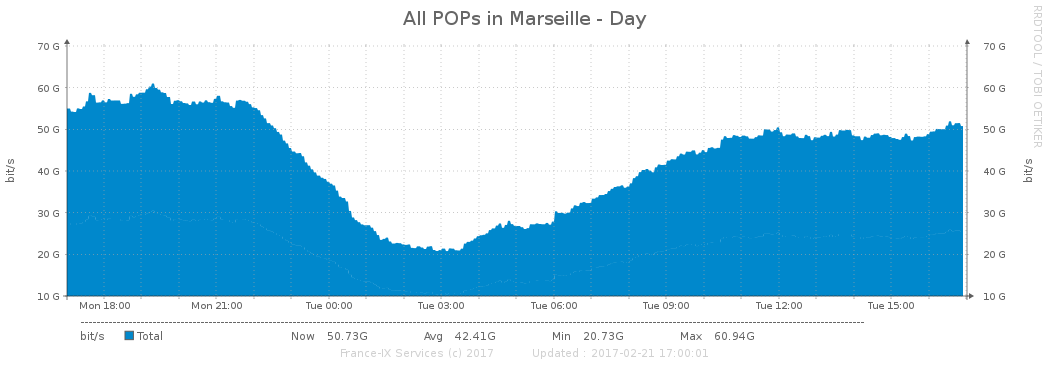 All POPs in Marseille - Day
RRDTOOL / TOBI OETIKER
bit/s
bit/s
70 G 70 G
60 G 60 G
50 G 50 G
40 G 40 G
30 G 30 G
20 G 20 G
10 G 10 G
Mon 18:00 Mon 21:00 Tue 00:00 Tue 03:00 Tue 06:00 Tue 09:00 Tue 12:00 Tue 15:00
bit/s Total Now 50.73G Avg 42.41G Min 20.73G Max 60.94G
France-IX Services (c) 2017 Updated : 2017-02-21 17:00:01